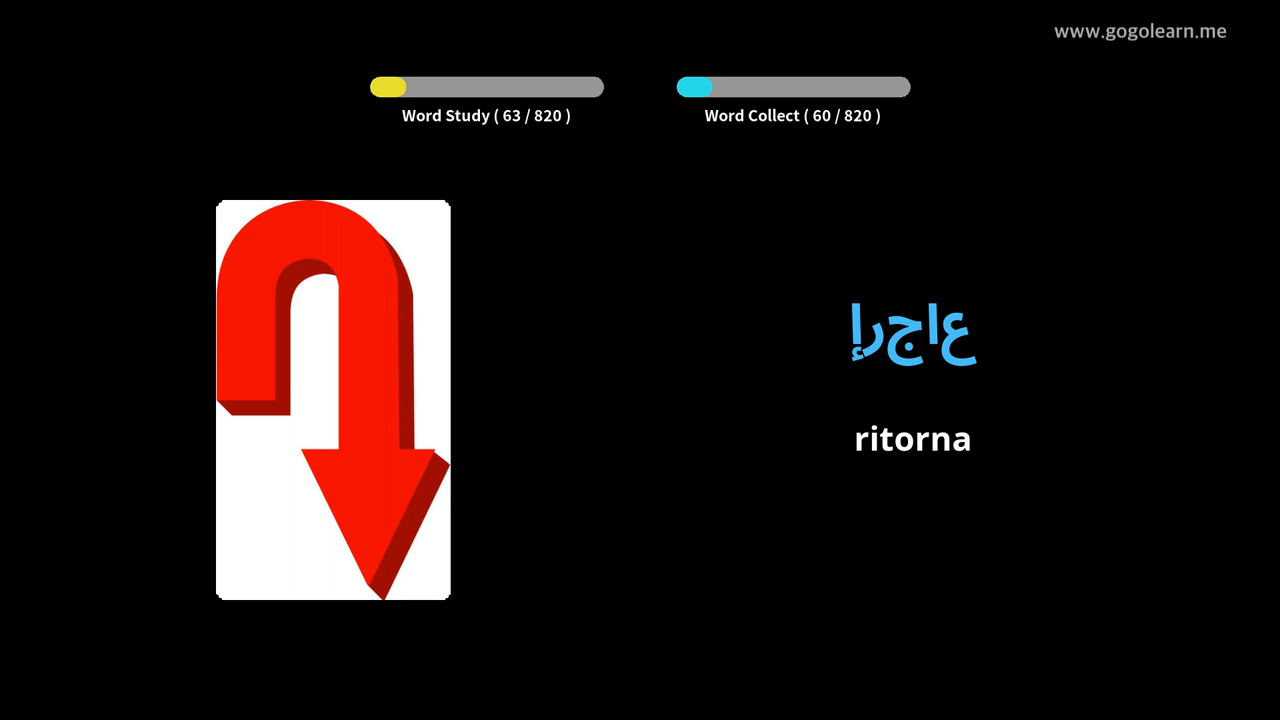 www.gogolearn.me
Word Study ( 63 / 820 )
Word Collect ( 60 / 820 )
إرجاع
ritorna